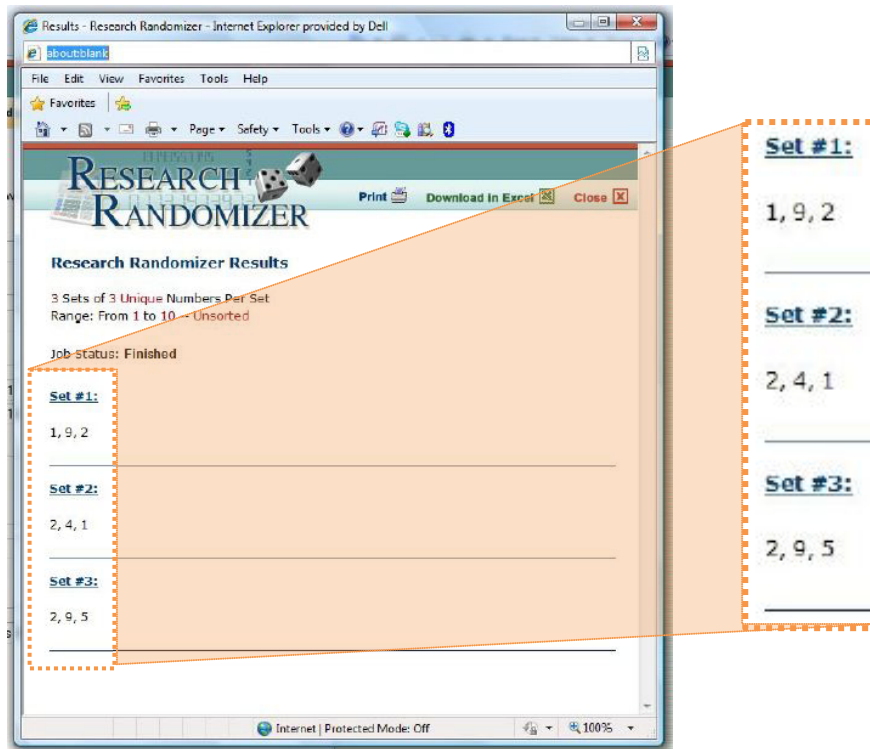 Results - Research Randomizer - Internet Explorer provided by Dell
about:blank
File Edit View Favorites Tools Help
Favorites
Page Safety Tools
RESEARCH
RANDOMIZER
Print Download in Excel Close
Research Randomizer Results
3 Sets of 3 Unique Numbers Per Set
Range: From 1 to 10 -- Unsorted
Job Status: Finished
Set #1:
1, 9, 2
Set #2:
2, 4, 1
Set #3:
2, 9, 5
Internet | Protected Mode: Off 100%
Set #1:
1, 9, 2
Set #2:
2, 4, 1
Set #3:
2, 9, 5